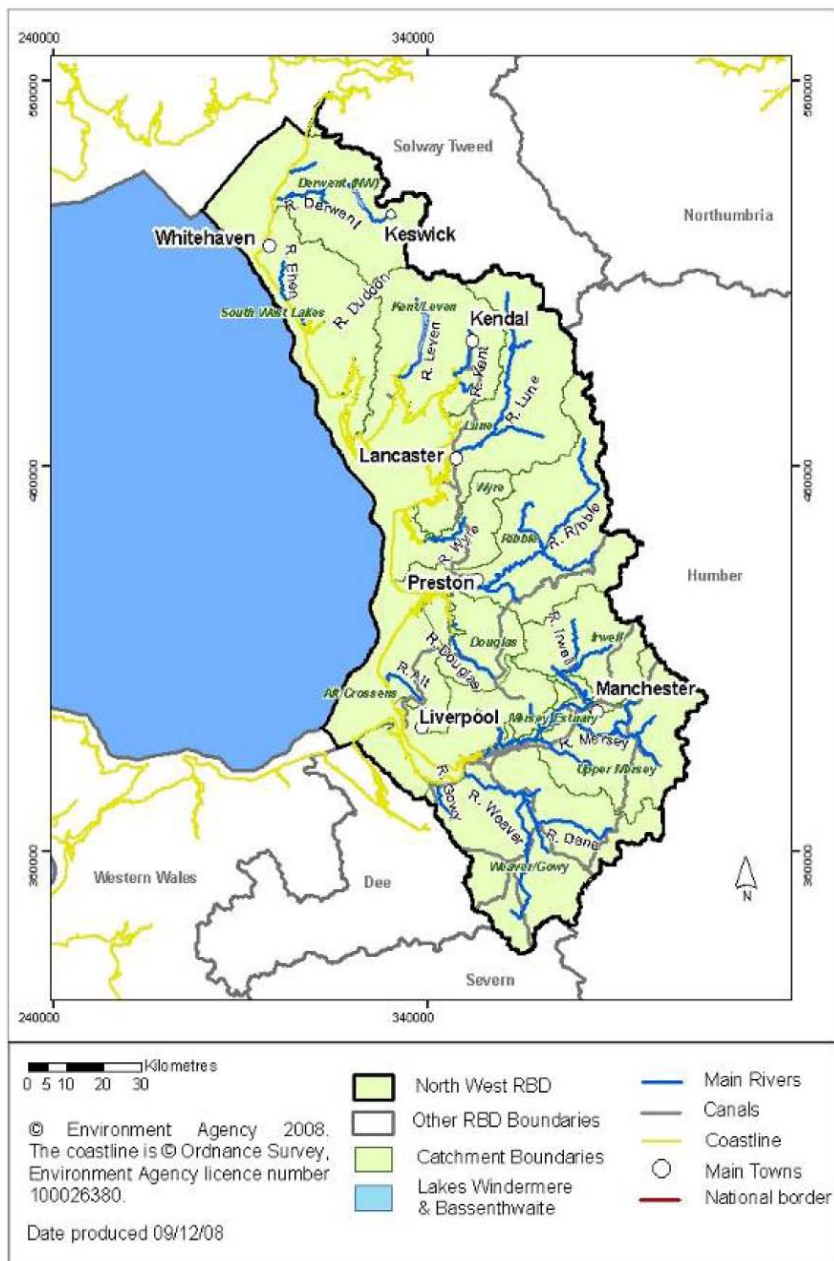 240000
340000
560000
Solway Tweed
Derwent (NW)
R. Derwent
Northumbria
Whitehaven
Keswick
R. Ehen
R. Duddon
South West Lakes
Kent/Leven
Kendal
R. Leven
R. Kent
R. Lune
Lune
Lancaster
460000
460000
Wyre
R. Wyre
Ribble
R. Ribble
Preston
Humber
Douglas
R. Douglas
R. Irwell
Irwell
R. Alt
Manchester
Alt/Crossens
Liverpool
Mersey Estuary
R. Mersey
Upper Mersey
R. Gowy
R. Weaver
R. Dane
360000
360000
Western Wales
Dee
Weaver/Gowy
N
Severn
240000
340000
Kilometres
0 5 10 20 30
© Environment Agency 2008.
The coastline is © Ordnance Survey,
Environment Agency licence number
100026380.
Date produced 09/12/08
North West RBD
Other RBD Boundaries
Catchment Boundaries
Lakes Windermere
& Bassenthwaite
Main Rivers
Canals
Coastline
Main Towns
National border